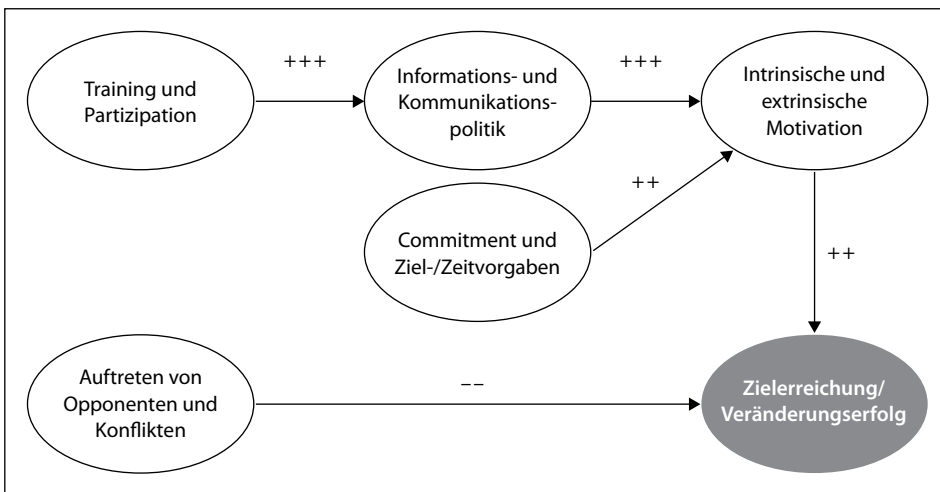 Training und
Partizipation
+++
Informations- und
Kommunikations-
politik
+++
Intrinsische und
extrinsische
Motivation
++
Commitment und
Ziel-/Zeitvorgaben
++
Auftreten von
Opponenten und
Konflikten
––
Zielerreichung/
Veränderungserfolg